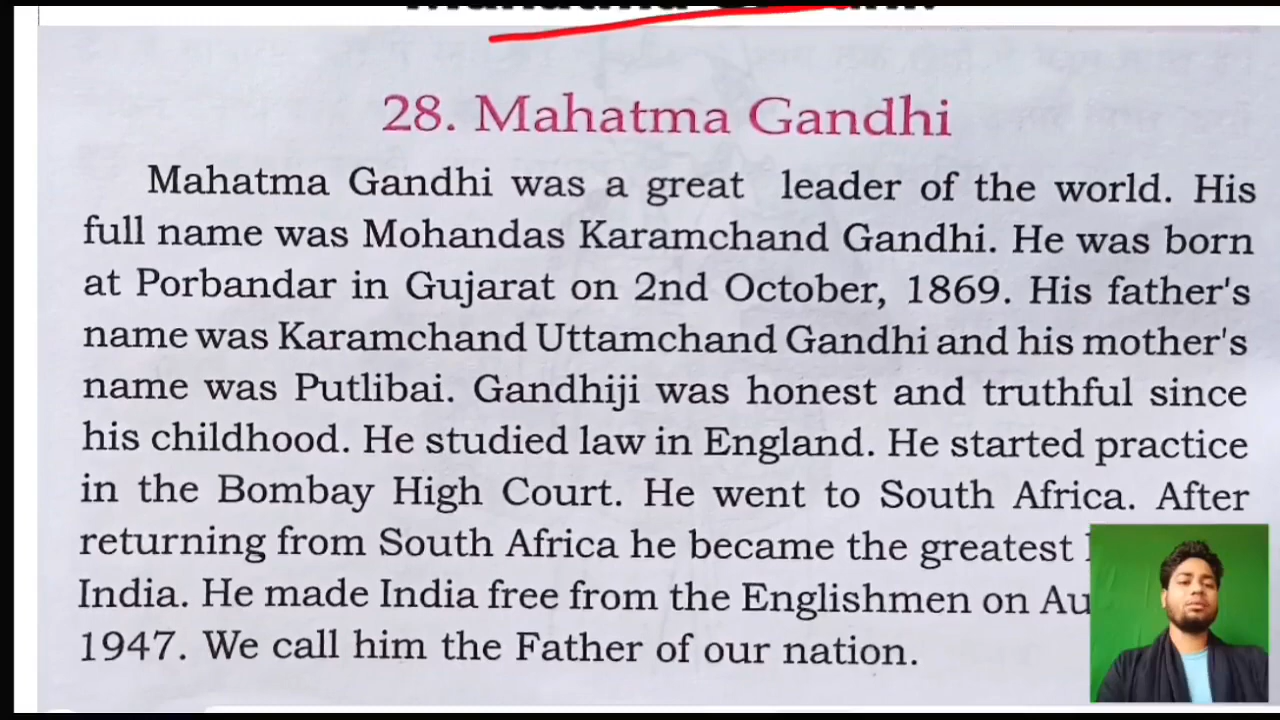 28. Mahatma Gandhi
Mahatma Gandhi was a great leader of the world. His
full name was Mohandas Karamchand Gandhi. He was born
at Porbandar in Gujarat on 2nd October, 1869. His father's
name was Karamchand Uttamchand Gandhi and his mother's
name was Putlibai. Gandhiji was honest and truthful since
his childhood. He studied law in England. He started practice
in the Bombay High Court. He went to South Africa. After
returning from South Africa he became the greatest
India. He made India free from the Englishmen on
1947. We call him the Father of our nation.